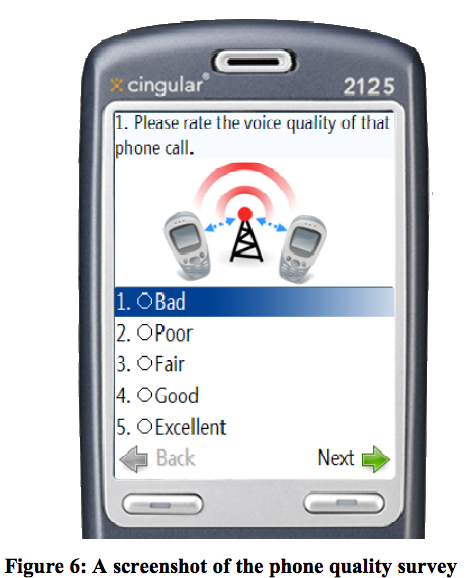 cingular®
2125
1. Please rate the voice quality of that
phone call.
1. Bad
2. Poor
3. Fair
4. Good
5. Excellent
Back
Next
Figure 6: A screenshot of the phone quality survey